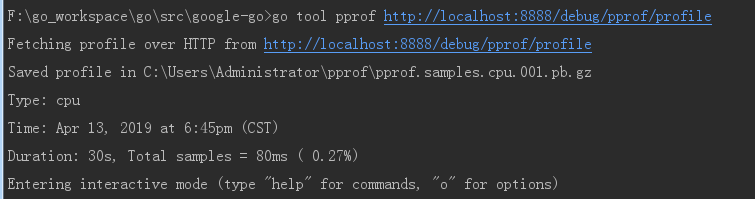 F:\go_workspace\go\src\google-go>go tool pprof http://localhost:8888/debug/pprof/profile
Fetching profile over HTTP from http://localhost:8888/debug/pprof/profile
Saved profile in C:\Users\Administrator\pprof\pprof.samples.cpu.001.pb.gz
Type: cpu
Time: Apr 13, 2019 at 6:45pm (CST)
Duration: 30s, Total samples = 80ms ( 0.27%)
Entering interactive mode (type "help" for commands, "o" for options)